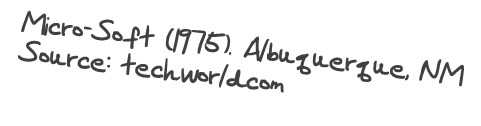 Micro-Soft (1975). Albuquerque, NM
Source: techworld.com